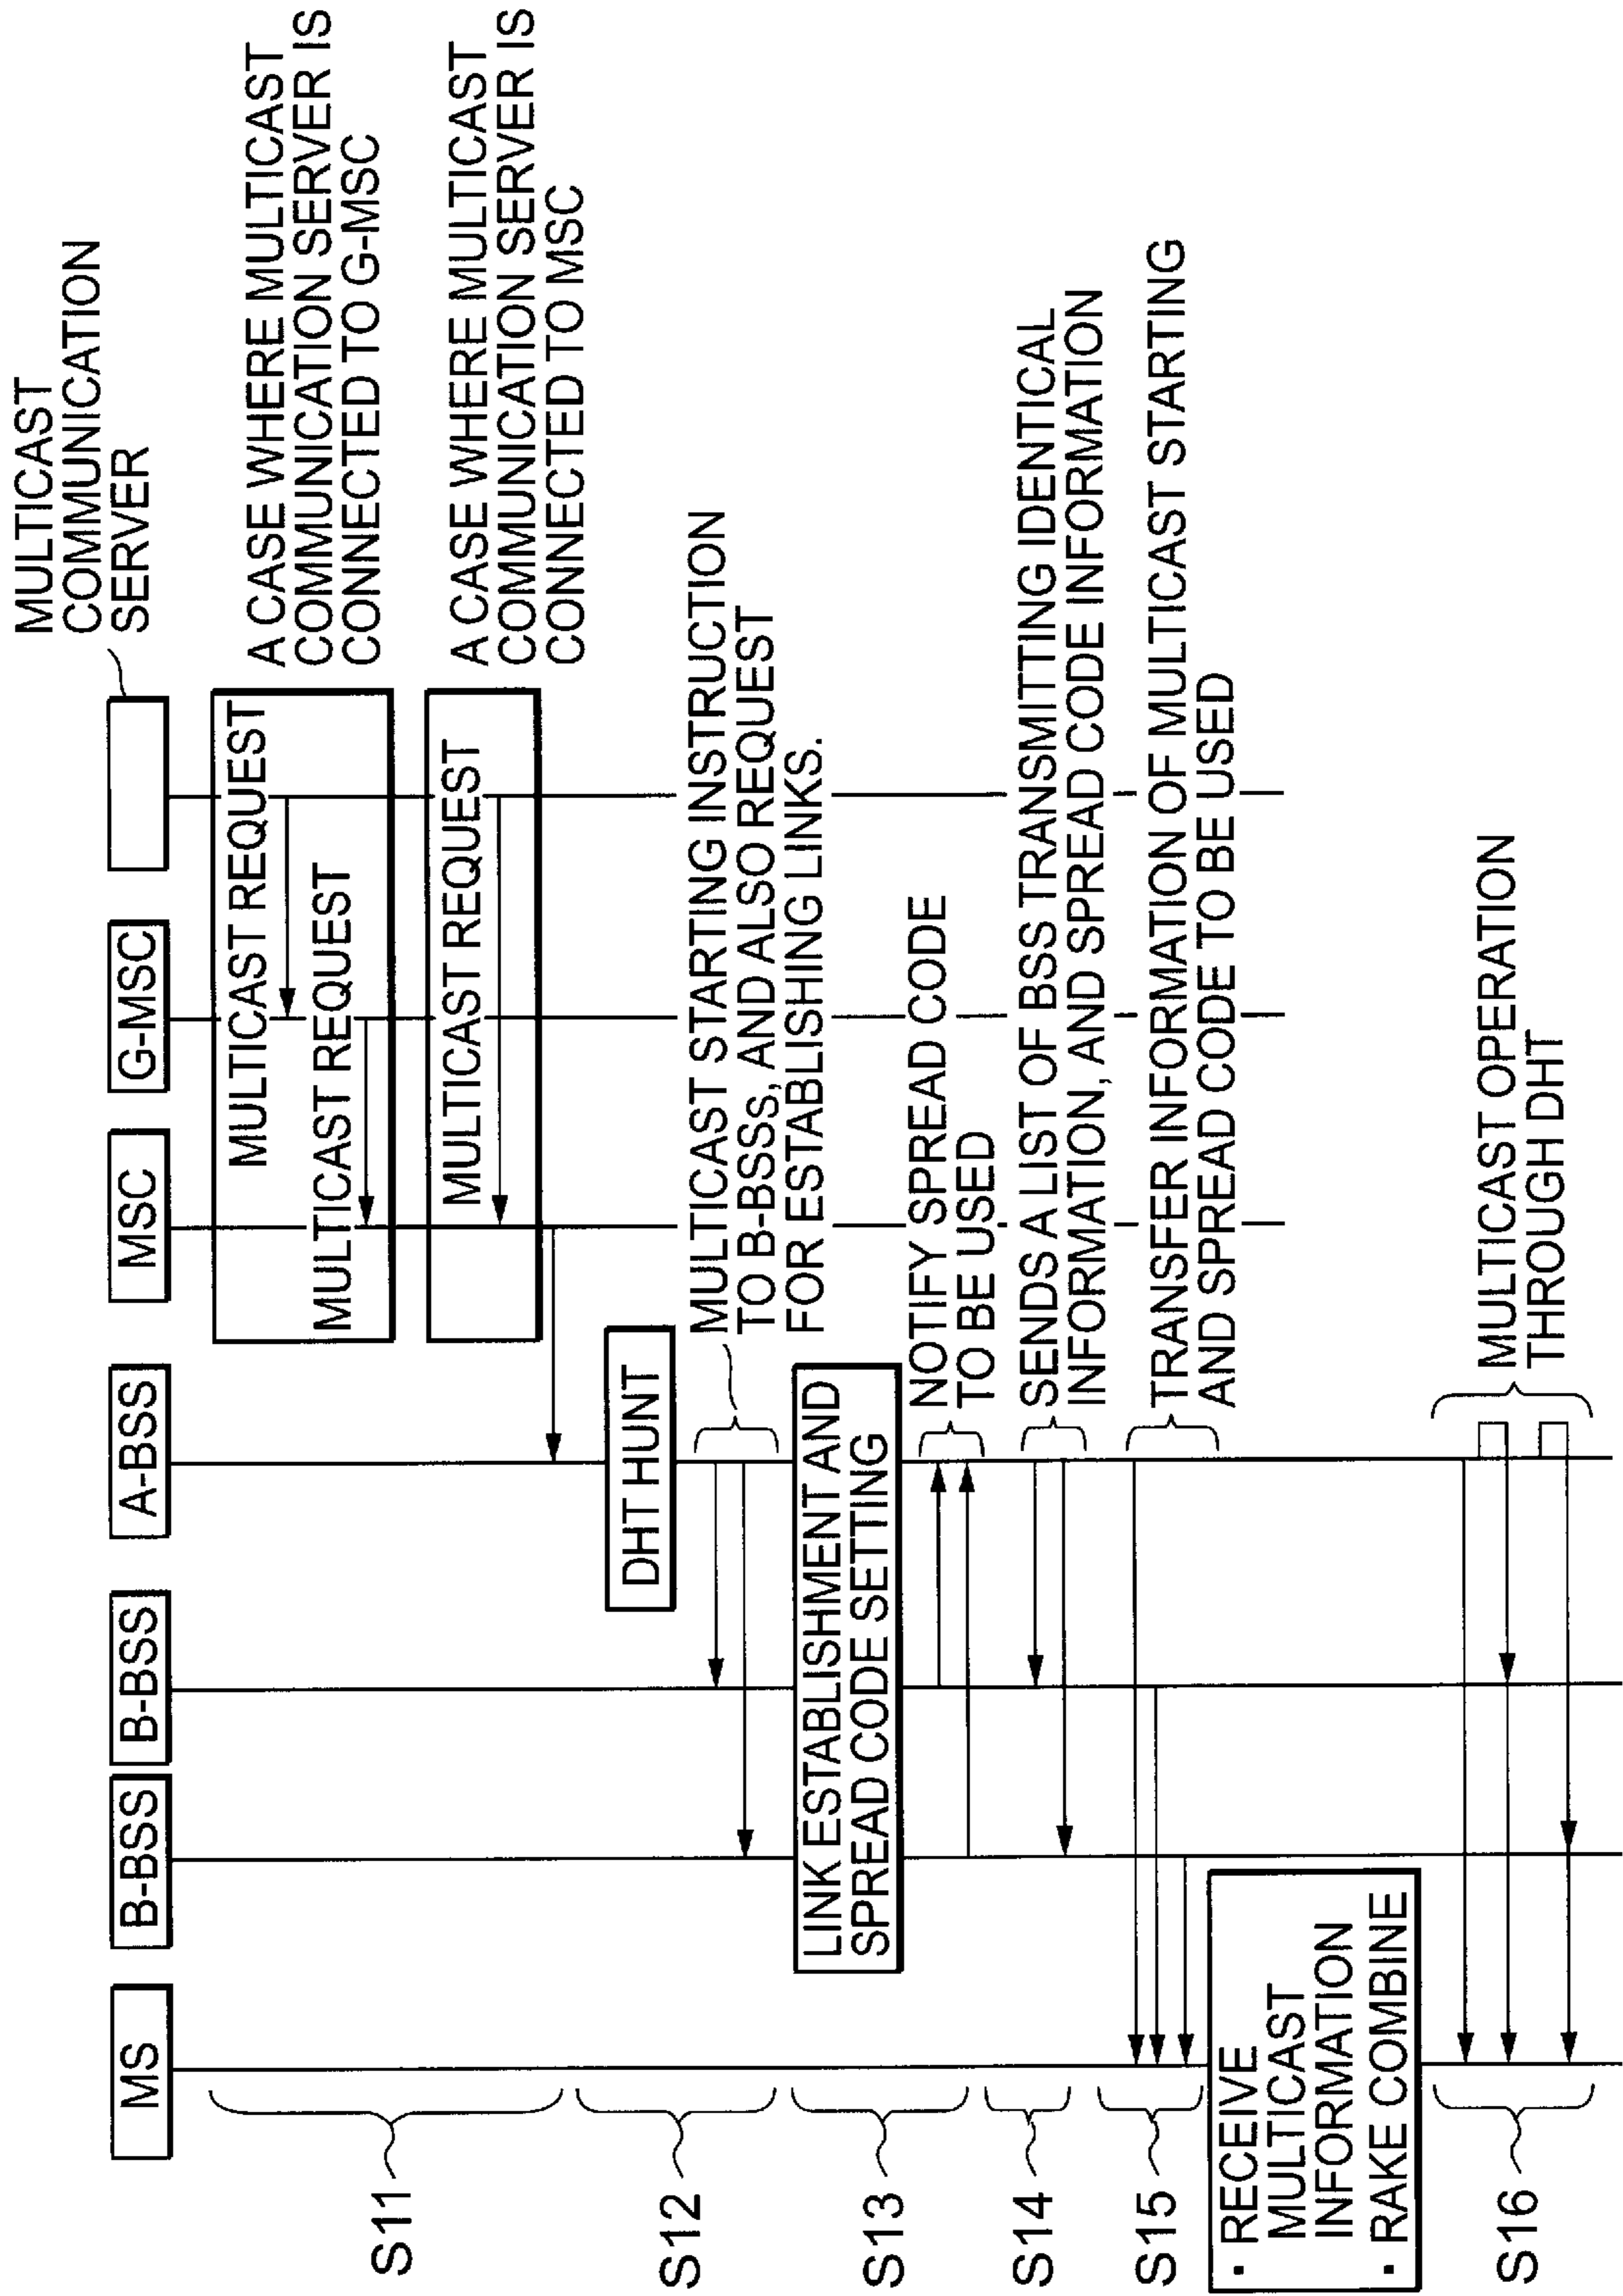 MULTICAST
COMMUNICATION
SERVER
MS
B-BSS
B-BSS
A-BSS
MSC
G-MSC
S11
MULTICAST REQUEST
MULTICAST REQUEST
A CASE WHERE MULTICAST
COMMUNICATION SERVER IS
CONNECTED TO G-MSC
MULTICAST REQUEST
A CASE WHERE MULTICAST
COMMUNICATION SERVER IS
CONNECTED TO MSC
S12
DHT HUNT
MULTICAST STARTING INSTRUCTION
TO B-BSSS, AND ALSO REQUEST
FOR ESTABLISHING LINKS.
S13
LINK ESTABLISHMENT AND
SPREAD CODE SETTING
NOTIFY SPREAD CODE
TO BE USED
S14
SENDS A LIST OF BSS TRANSMITTING IDENTICAL
INFORMATION, AND SPREAD CODE INFORMATION
S15
TRANSFER INFORMATION OF MULTICAST STARTING
AND SPREAD CODE TO BE USED
· RECEIVE
MULTICAST
INFORMATION
· RAKE COMBINE
S16
MULTICAST OPERATION
THROUGH DHT